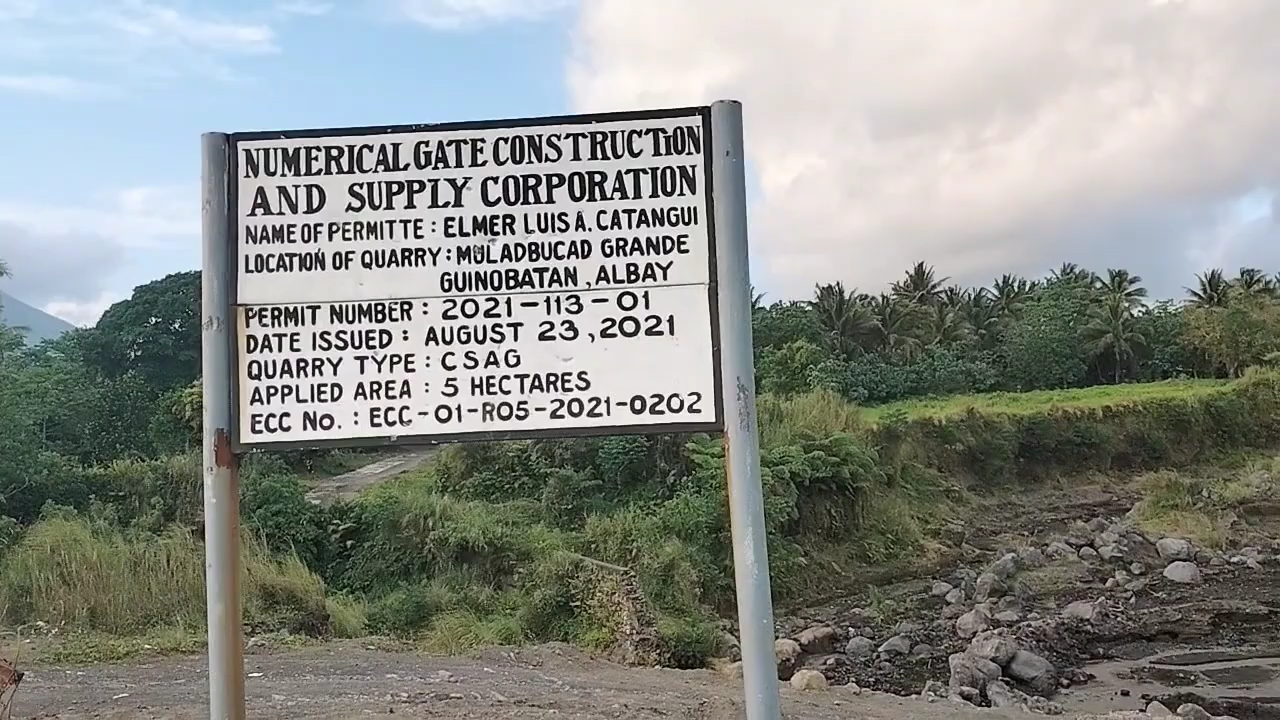 NUMERICAL GATE CONSTRUCTiON
AND SUPPLY CORPORATION
NAME OF PERMITTE : ELMER LUIS A. CATANGUI
LOCATION OF QUARRY : MULADBUCAD GRANDE
GUINOBATAN , ALBAY
PERMIT NUMBER : 2021-113-01
DATE ISSUED : AUGUST 23 , 2021
QUARRY TYPE : CSAG
APPLIED AREA : 5 HECTARES
ECC No. : ECC-01-R05-2021-0202